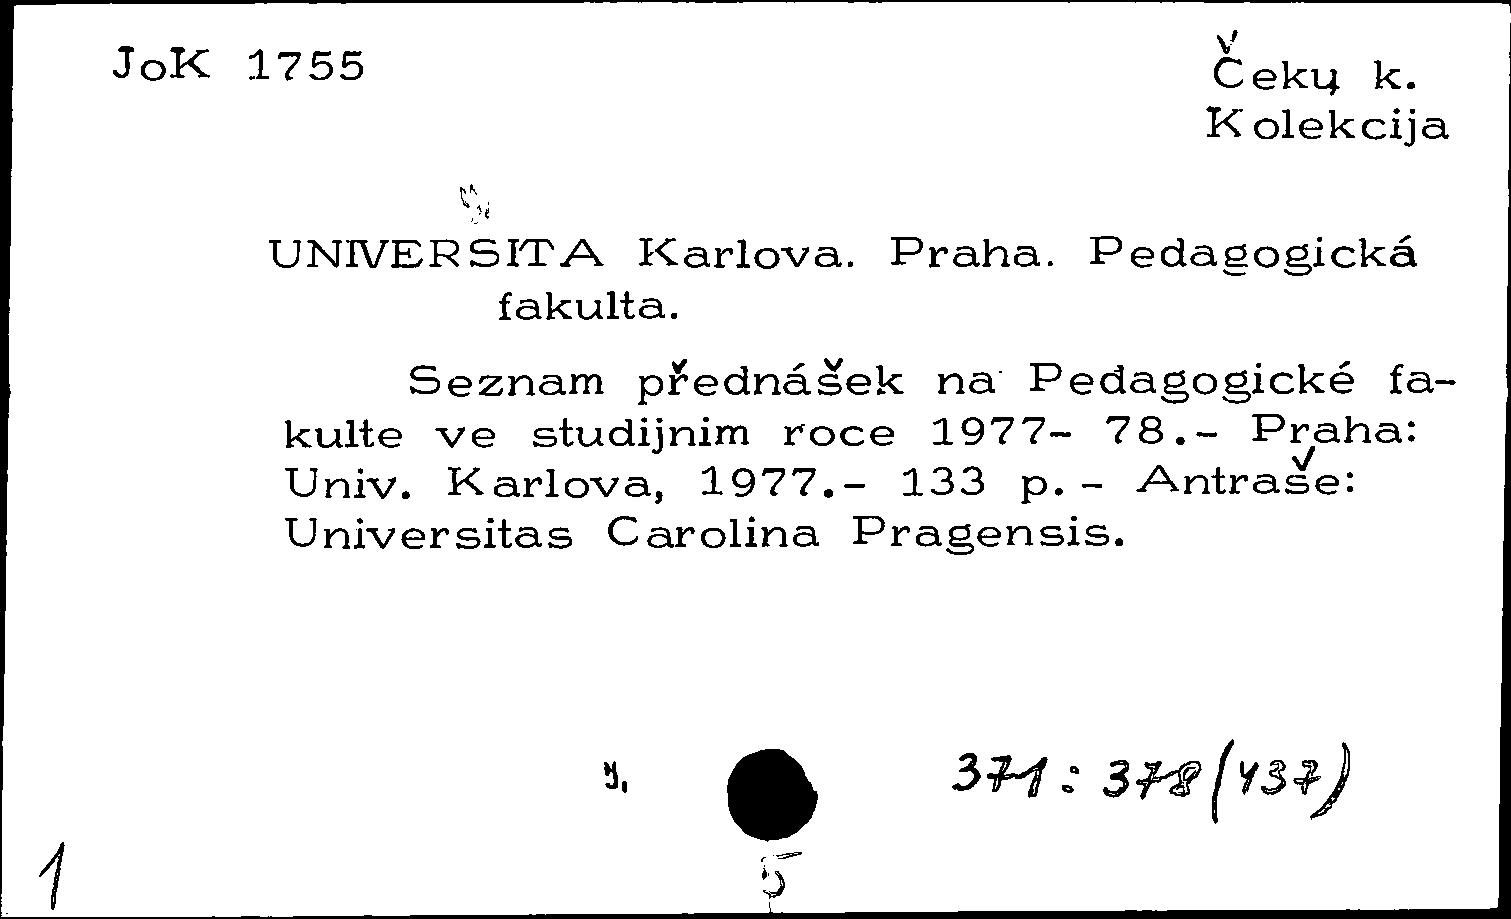 JoK 1755
Čekų k.
Kolekcija
UNIVERSITA Karlova. Praha. Pedagogická
fakulta.
Seznam přednášek na Pedagogické fa-
kulte ve studijnim roce 1977- 78.- Praha:
Univ. Karlova, 1977.- 133 p.- Antraše:
Universitas Carolina Pragensis.
371:378(437)
1
5